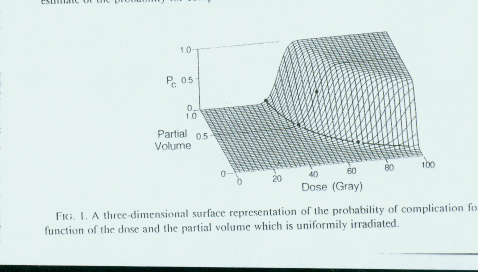 1.0
Pc 0.5
0
1.0
Partial 0.5
Volume
0
0 20 40 60 80 100
Dose (Gray)
FIG. 1. A three-dimensional surface representation of the probability of complication fo
function of the dose and the partial volume which is uniformly irradiated.